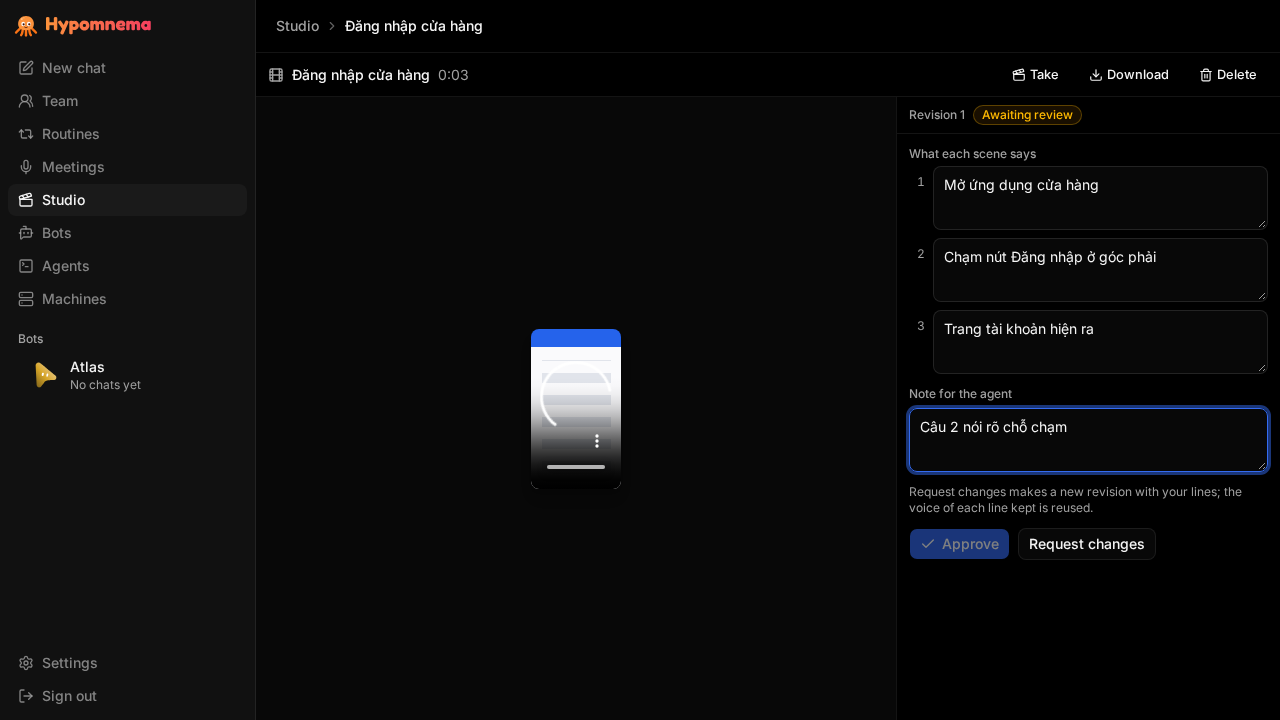 Hypomnema
New chat
Team
Routines
Meetings
Studio
Bots
Agents
Machines
Bots
Atlas
No chats yet
Settings
Sign out
Studio
Đăng nhập cửa hàng
Đăng nhập cửa hàng 0:03
Take
Download
Delete
Revision 1
Awaiting review
What each scene says
1
Mở ứng dụng cửa hàng
2
Chạm nút Đăng nhập ở góc phải
3
Trang tài khoản hiện ra
Note for the agent
Câu 2 nói rõ chỗ chạm
Request changes makes a new revision with your lines; the
voice of each line kept is reused.
Approve
Request changes